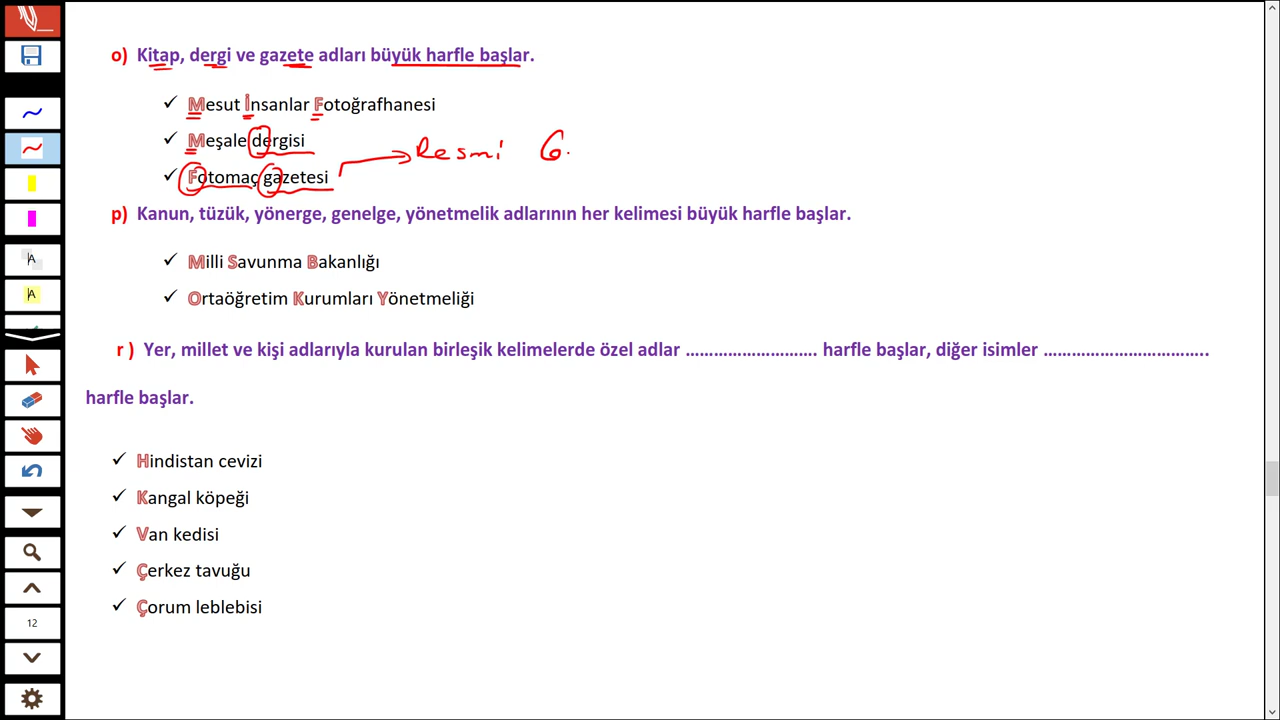 o) Kitap, dergi ve gazete adları büyük harfle başlar.
✓ Mesut İnsanlar Fotoğrafhanesi
✓ Meşale dergisi
✓ Fotomaç gazetesi
Resmi G.
p) Kanun, tüzük, yönerge, genelge, yönetmelik adlarının her kelimesi büyük harfle başlar.
✓ Milli Savunma Bakanlığı
✓ Ortaöğretim Kurumları Yönetmeliği
r ) Yer, millet ve kişi adlarıyla kurulan birleşik kelimelerde özel adlar ............................ harfle başlar, diğer isimler ..................................
harfle başlar.
✓ Hindistan cevizi
✓ Kangal köpeği
✓ Van kedisi
✓ Çerkez tavuğu
✓ Çorum leblebisi
A
A
12